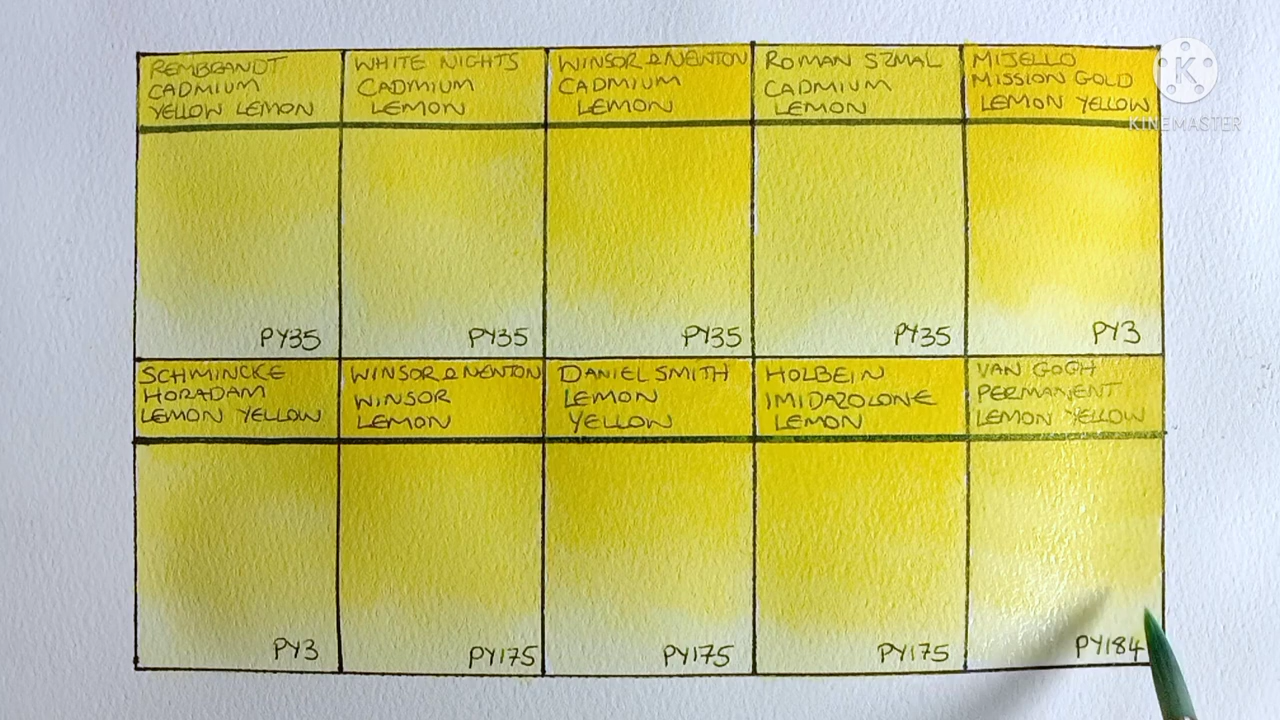 REMBRANDT
CADMIUM
YELLOW LEMON
PY35
WHITE NIGHTS
CADMIUM
LEMON
PY35
WINSOR & NEWTON
CADMIUM
LEMON
PY35
ROMAN SZMAL
CADMIUM
LEMON
PY35
MIJELLO
MISSION GOLD
LEMON YELLOW
PY3
SCHMINCKE
HORADAM
LEMON YELLOW
PY3
WINSOR & NEWTON
WINSOR
LEMON
PY175
DANIEL SMITH
LEMON
YELLOW
PY175
HOLBEIN
IMIDAZOLONE
LEMON
PY175
VAN GOGH
PERMANENT
LEMON YELLOW
PY184
K
KINEMASTER